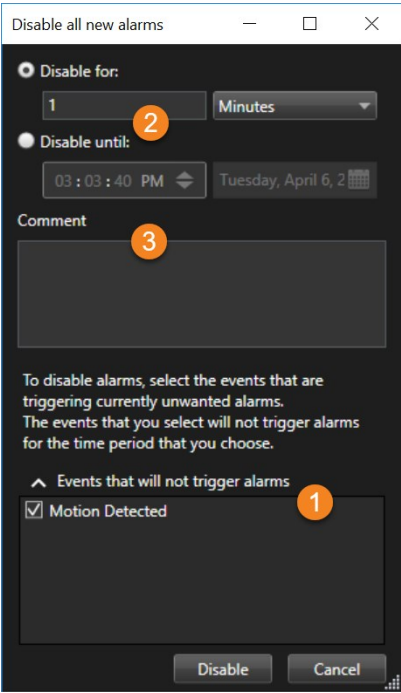 Disable all new alarms
Disable for:
1 Minutes
2
Disable until:
03:03:40 PM Tuesday, April 6, 2
Comment
3
To disable alarms, select the events that are
triggering currently unwanted alarms.
The events that you select will not trigger alarms
for the time period that you choose.
Events that will not trigger alarms
1
Motion Detected
Disable Cancel